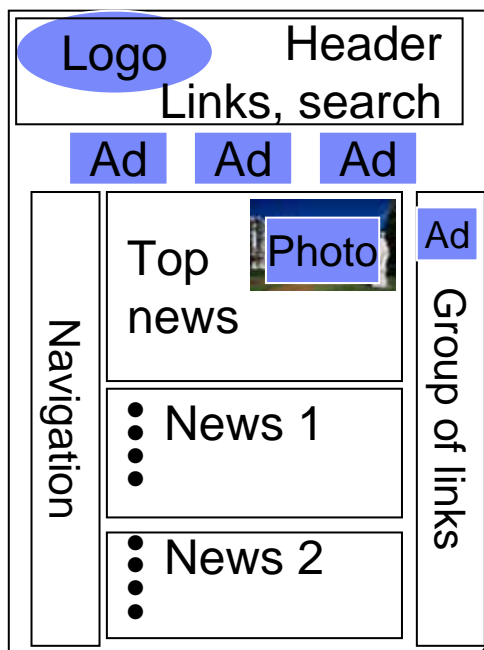 Logo
Header
Links, search
Ad Ad Ad
Navigation
Top
news
Photo
News 1
News 2
Ad
Group of links